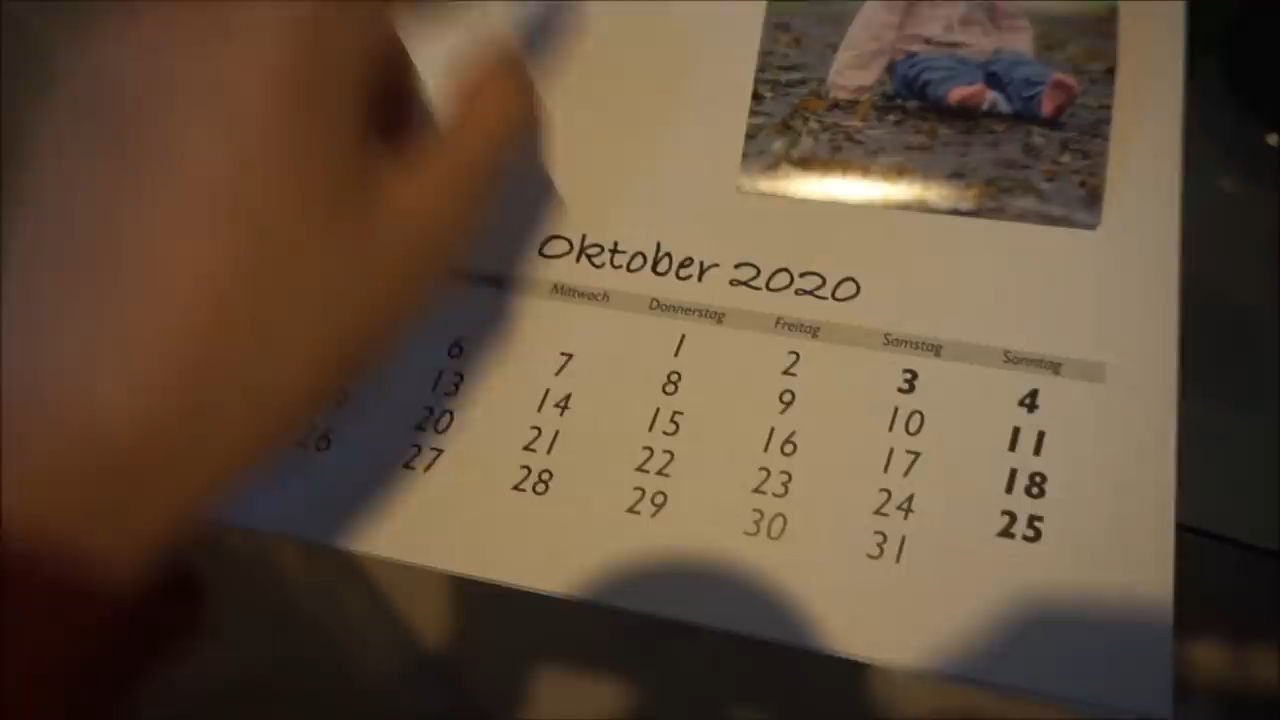 Oktober 2020
Mittwoch Donnerstag Freitag Samstag Sonntag
1 2 3 4
6 7 8 9 10 11
13 14 15 16 17 18
20 21 22 23 24 25
26 27 28 29 30 31